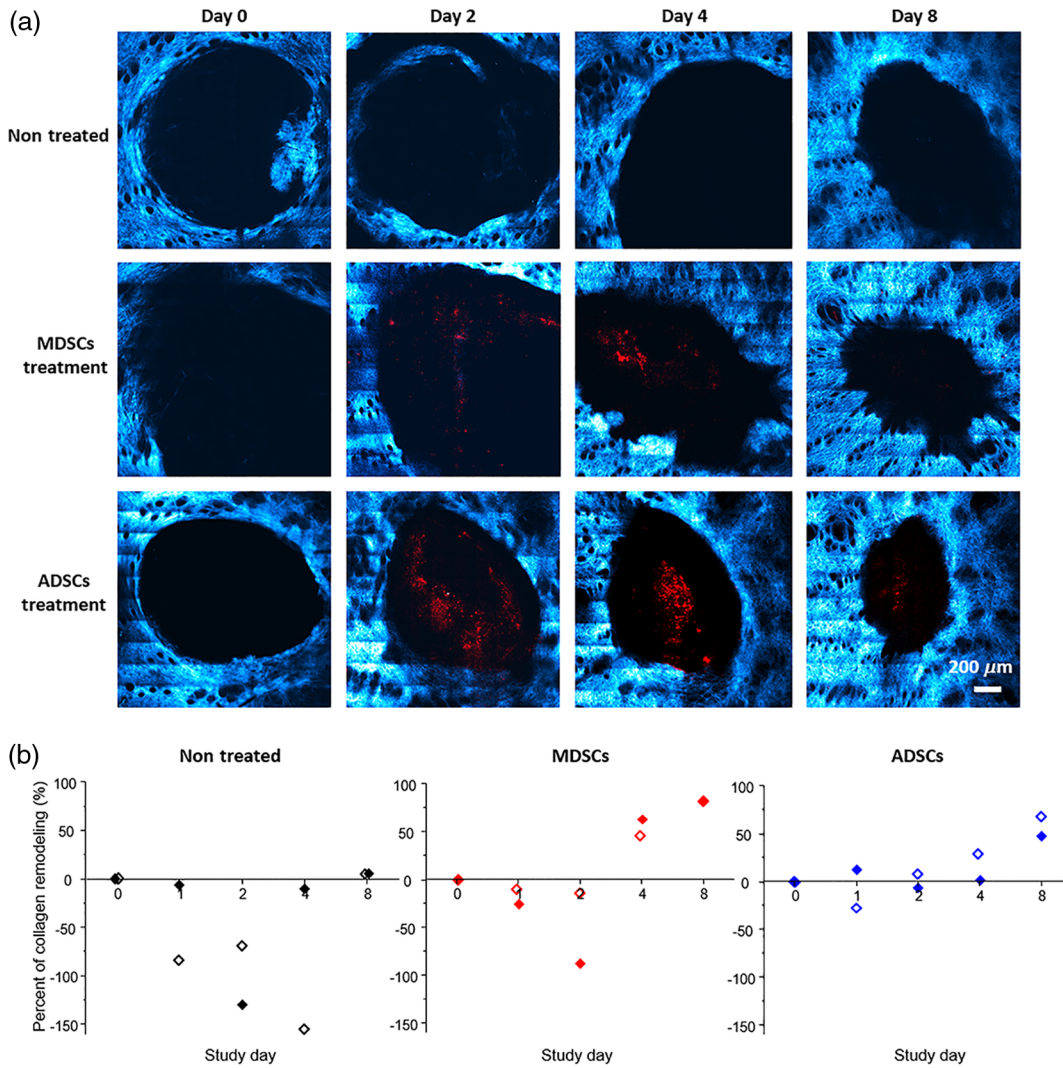 (a)
Day 0 Day 2 Day 4 Day 8
Non treated
MDSCs
treatment
ADSCs
treatment
200 μm
(b)
Non treated MDSCs ADSCs
Percent of collagen remodeling (%)
100 50 0 -50 -100 -150
0 1 2 4 8
Study day
100 50 0 -50 -100 -150
0 1 2 4 8
Study day
100 50 0 -50 -100 -150
0 1 2 4 8
Study day